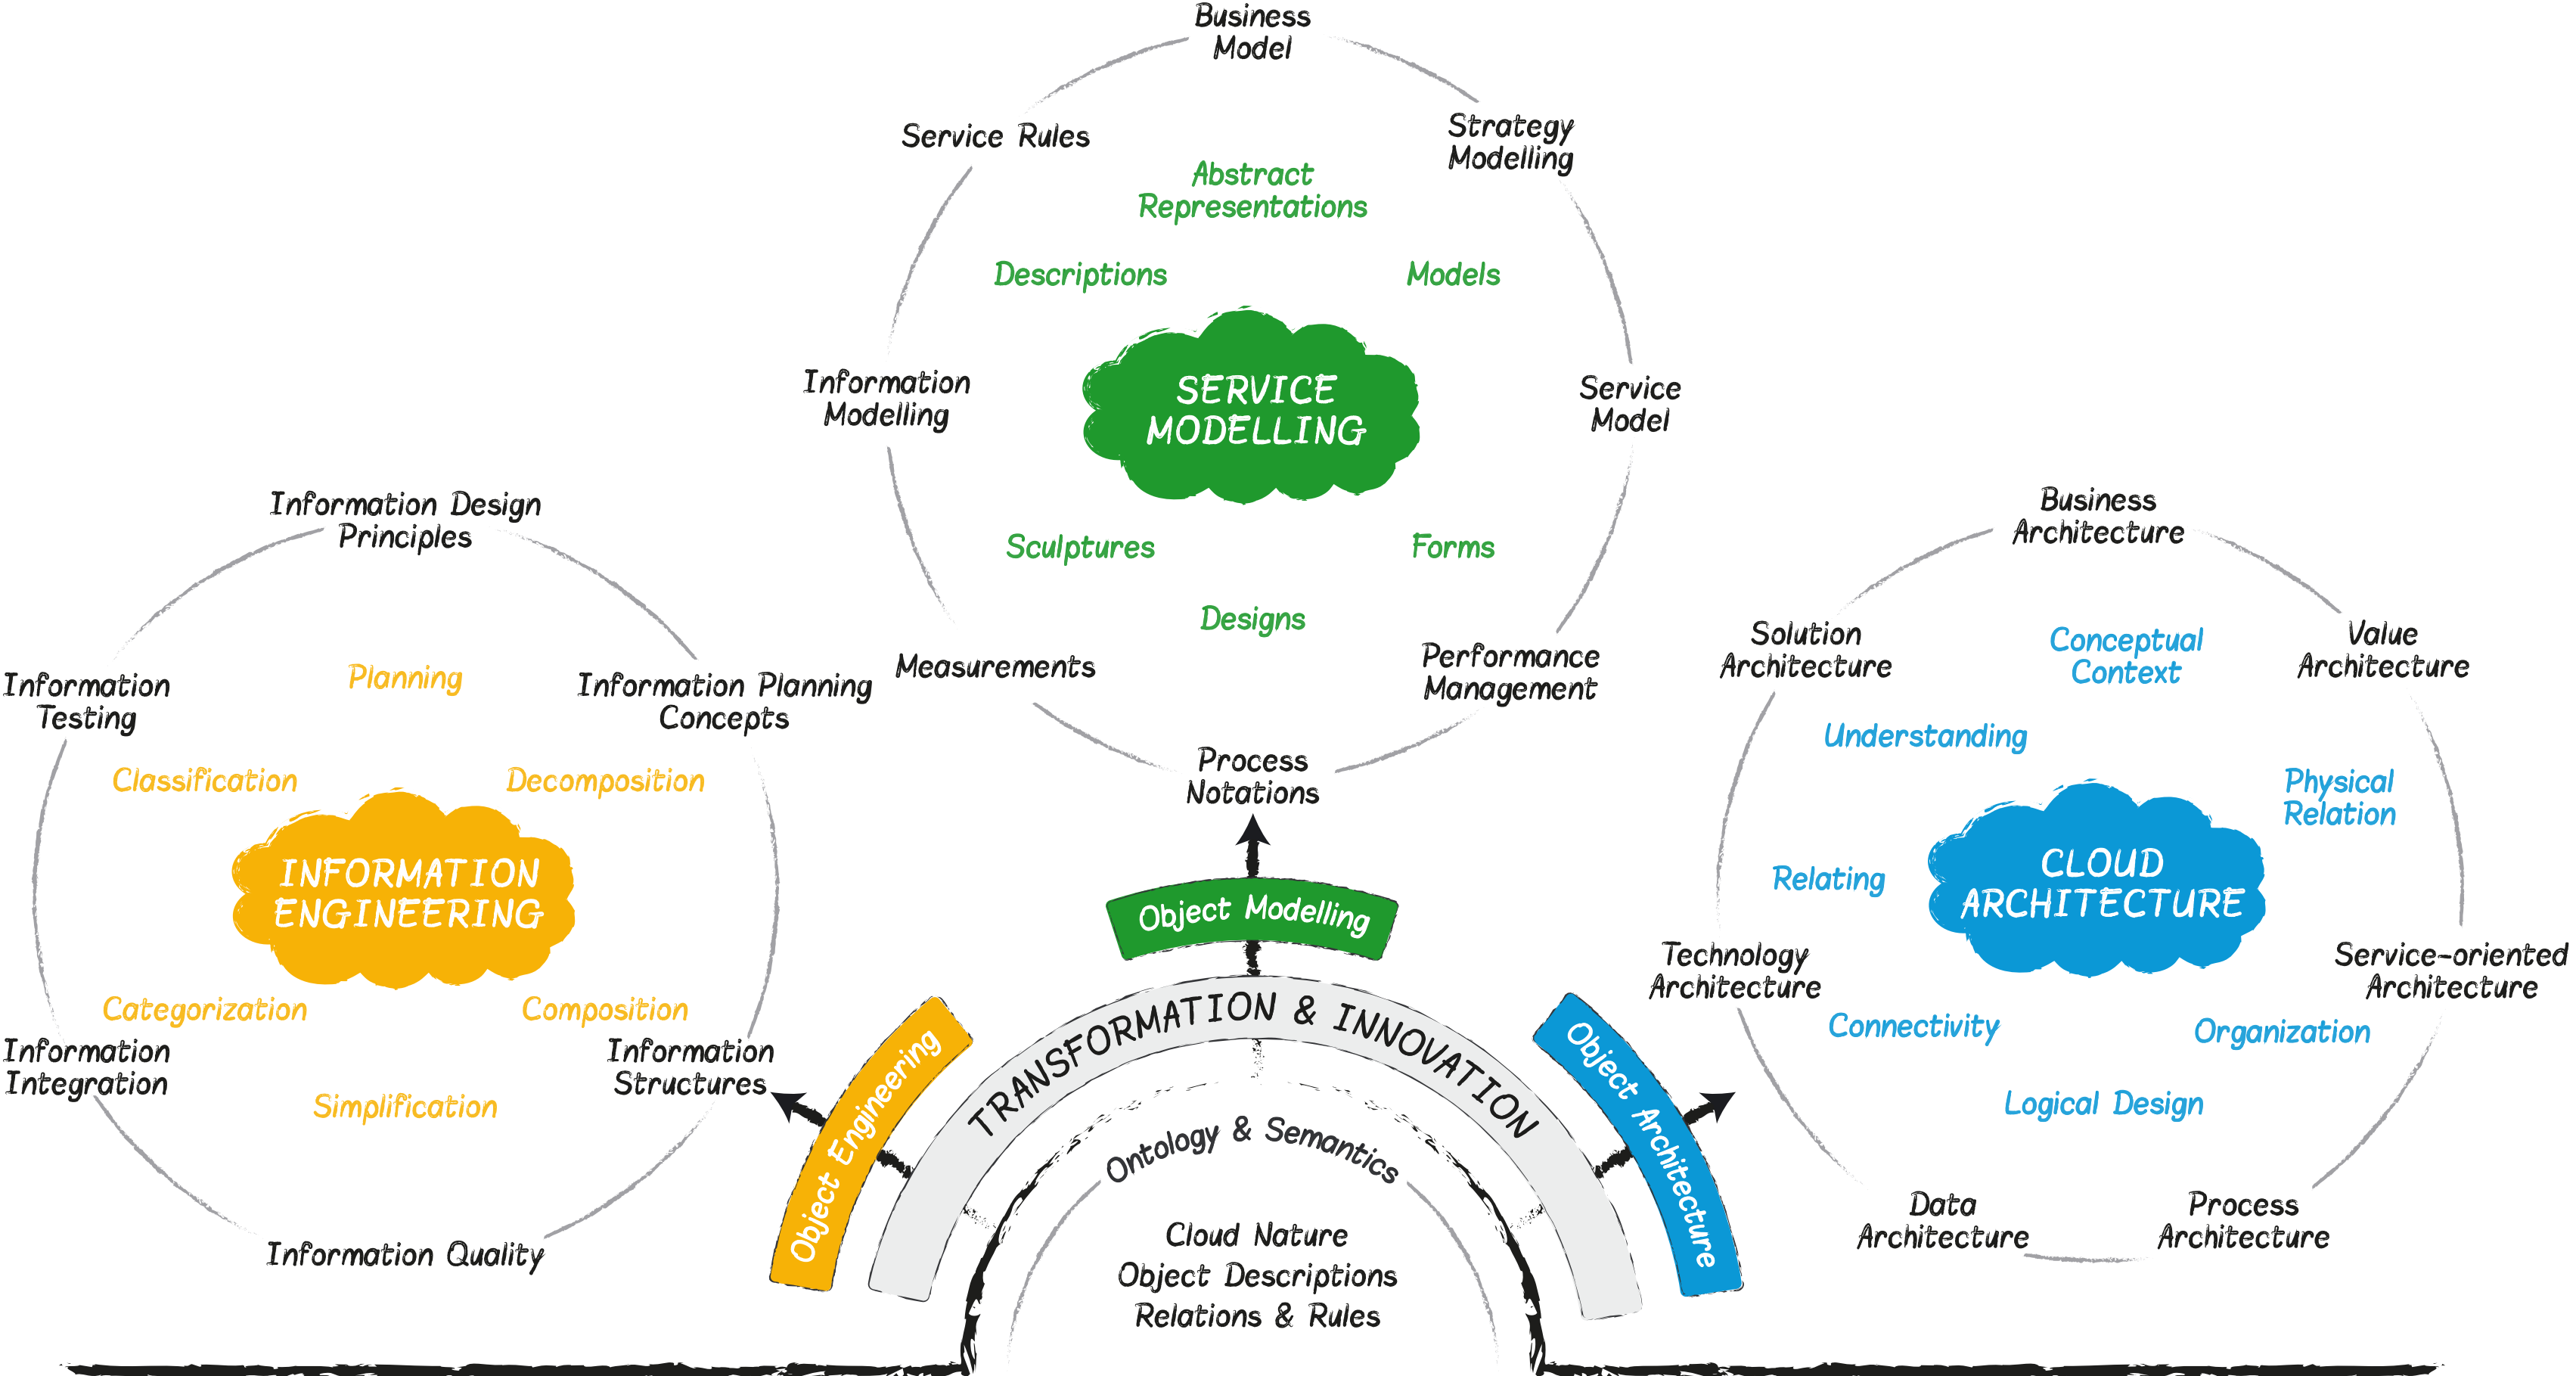 Business
Model
Strategy
Modelling
Service
Model
Performance
Management
Process
Notations
Measurements
Information
Modelling
Service Rules
Abstract
Representations
Models
Forms
Designs
Sculptures
Descriptions
SERVICE
MODELLING
Information Design
Principles
Information Planning
Concepts
Information
Structures
Information Quality
Information
Integration
Information
Testing
Planning
Decomposition
Composition
Simplification
Categorization
Classification
INFORMATION
ENGINEERING
Business
Architecture
Value
Architecture
Service-oriented
Architecture
Process
Architecture
Data
Architecture
Technology
Architecture
Solution
Architecture
Conceptual
Context
Physical
Relation
Organization
Logical Design
Connectivity
Relating
Understanding
CLOUD
ARCHITECTURE
Object Modelling
Object Engineering
Object Architecture
TRANSFORMATION & INNOVATION
Ontology & Semantics
Cloud Nature
Object Descriptions
Relations & Rules